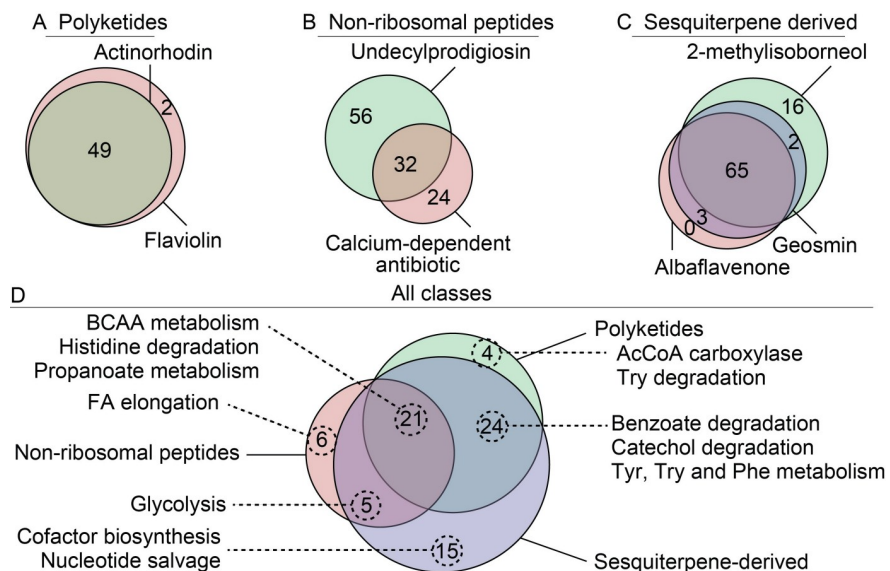 A Polyketides
Actinorhodin
2
49
Flaviolin
B Non-ribosomal peptides
Undecylprodigiosin
56
32
24
Calcium-dependent
antibiotic
C Sesquiterpene derived
2-methylisoborneol
16
2
65
3
0
Geosmin
Albaflavenone
D All classes
BCAA metabolism
Histidine degradation
Propanoate metabolism
FA elongation
Non-ribosomal peptides
Glycolysis
Cofactor biosynthesis
Nucleotide salvage
4
21
24
6
5
15
Polyketides
AcCoA carboxylase
Try degradation
Benzoate degradation
Catechol degradation
Tyr, Try and Phe metabolism
Sesquiterpene-derived